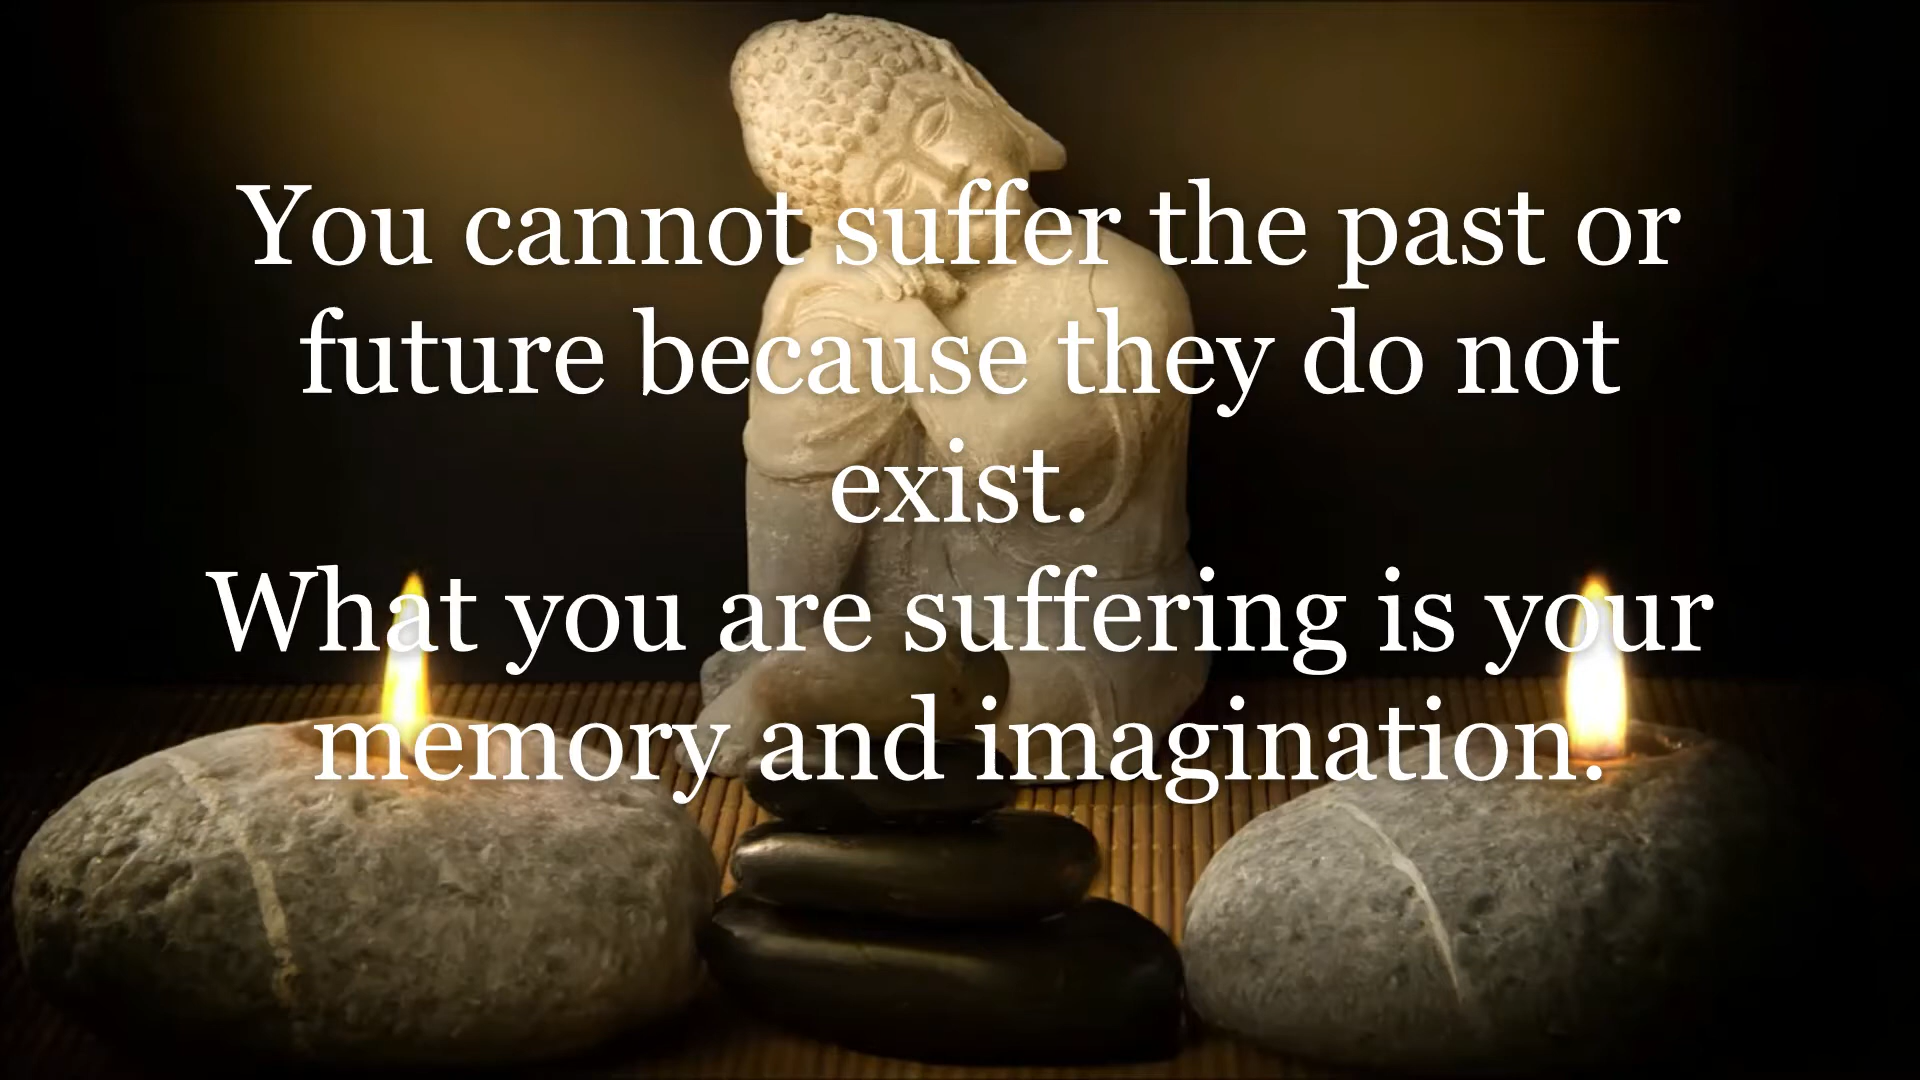 You cannot suffer the past or
future because they do not
exist.
What you are suffering is your
memory and imagination.